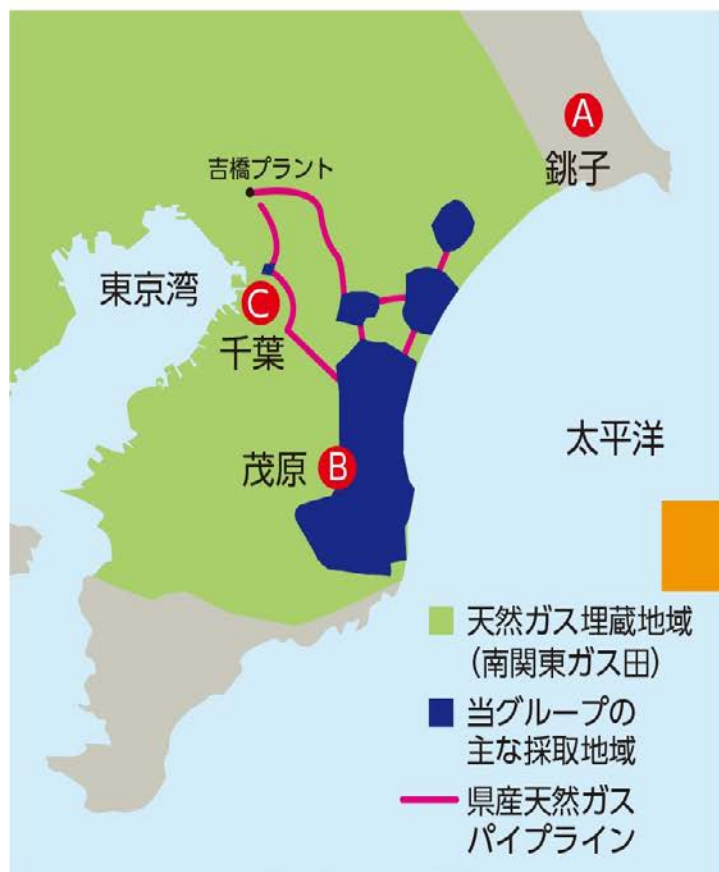 A
銚子
吉橋プラント
東京湾
C
千葉
太平洋
茂原 B
天然ガス埋蔵地域
(南関東ガス田)
当グループの
主な採取地域
県産天然ガス
パイプライン